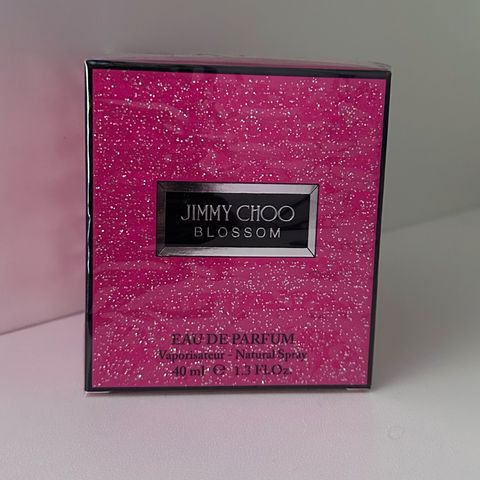 JIMMY CHOO
BLOSSOM
EAU DE PARFUM
Vaporisateur - Natural Spray
40 ml ℮ 1.3 Fl.Oz.